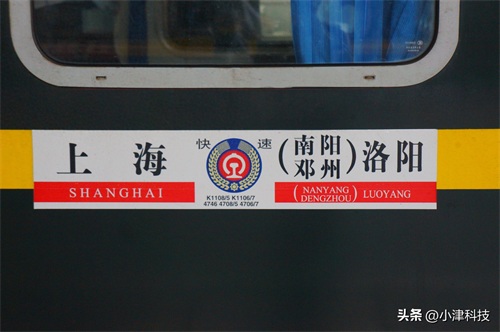 上 海
SHANGHAI
快 速
K1108/5 K1106/7
4746 4708/5 4706/7
(南阳
邓州)洛阳
(NANYANG
DENGZHOU) LUOYANG
头条 @小津科技